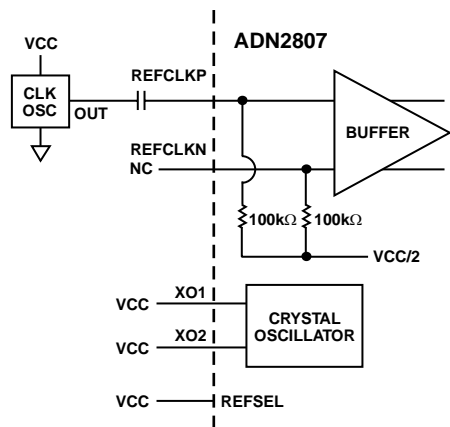 ADN2807
VCC
REFCLKP
CLK
OSC
OUT
BUFFER
REFCLKN
NC
100kΩ
100kΩ
VCC/2
VCC
XO1
CRYSTAL
OSCILLATOR
VCC
XO2
VCC
REFSEL